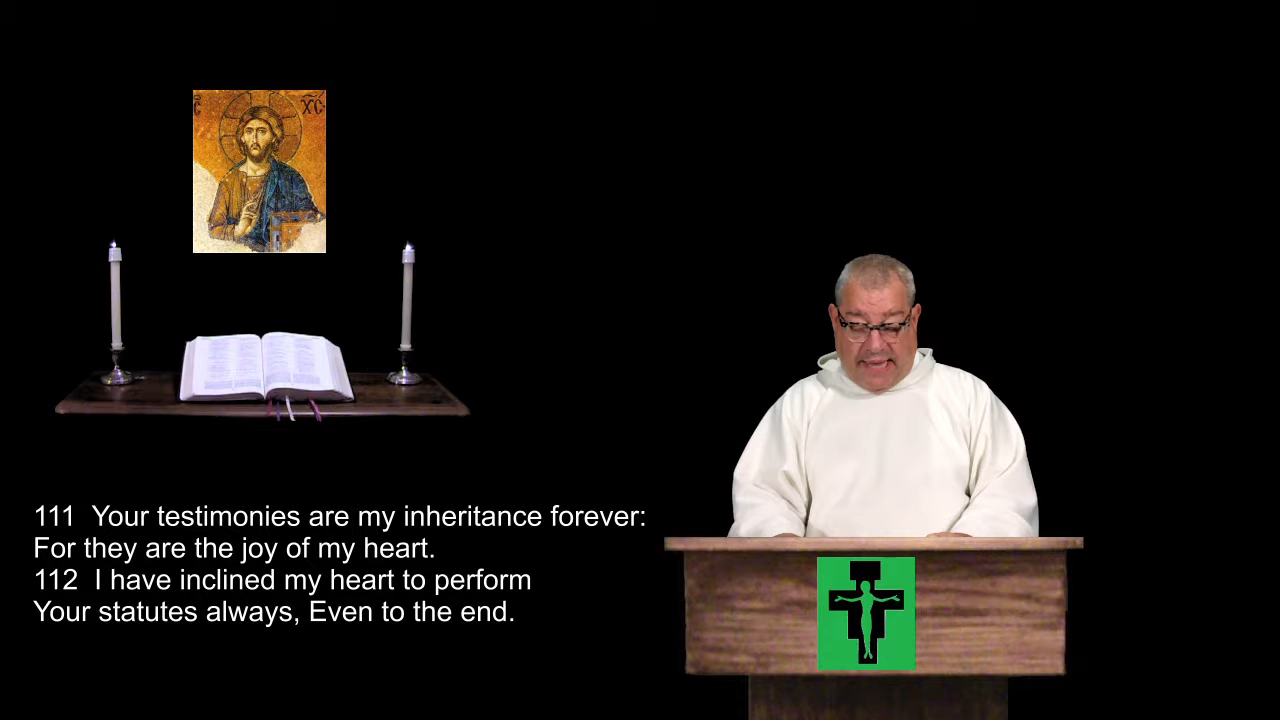 XC
111 Your testimonies are my inheritance forever:
For they are the joy of my heart.
112 I have inclined my heart to perform
Your statutes always, Even to the end.